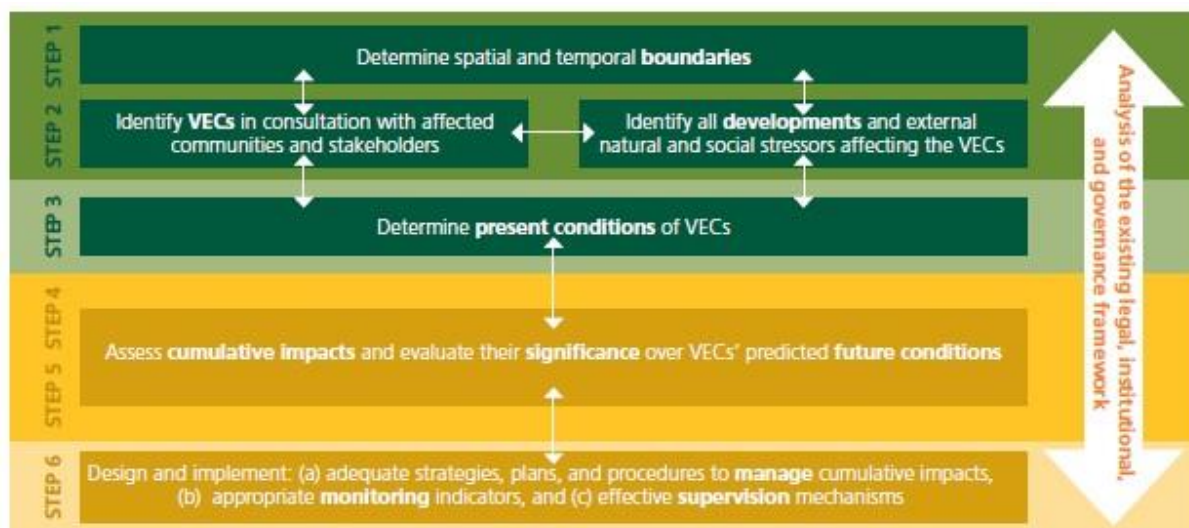 STEP 1
Determine spatial and temporal boundaries
STEP 2
Identify VECs in consultation with affected
communities and stakeholders
Identify all developments and external
natural and social stressors affecting the VECs
STEP 3
Determine present conditions of VECs
STEP 4
STEP 5
Assess cumulative impacts and evaluate their significance over VECs' predicted future conditions
STEP 6
Design and implement: (a) adequate strategies, plans, and procedures to manage cumulative impacts,
(b) appropriate monitoring indicators, and (c) effective supervision mechanisms
Analysis of the existing legal, institutional,
and governance framework